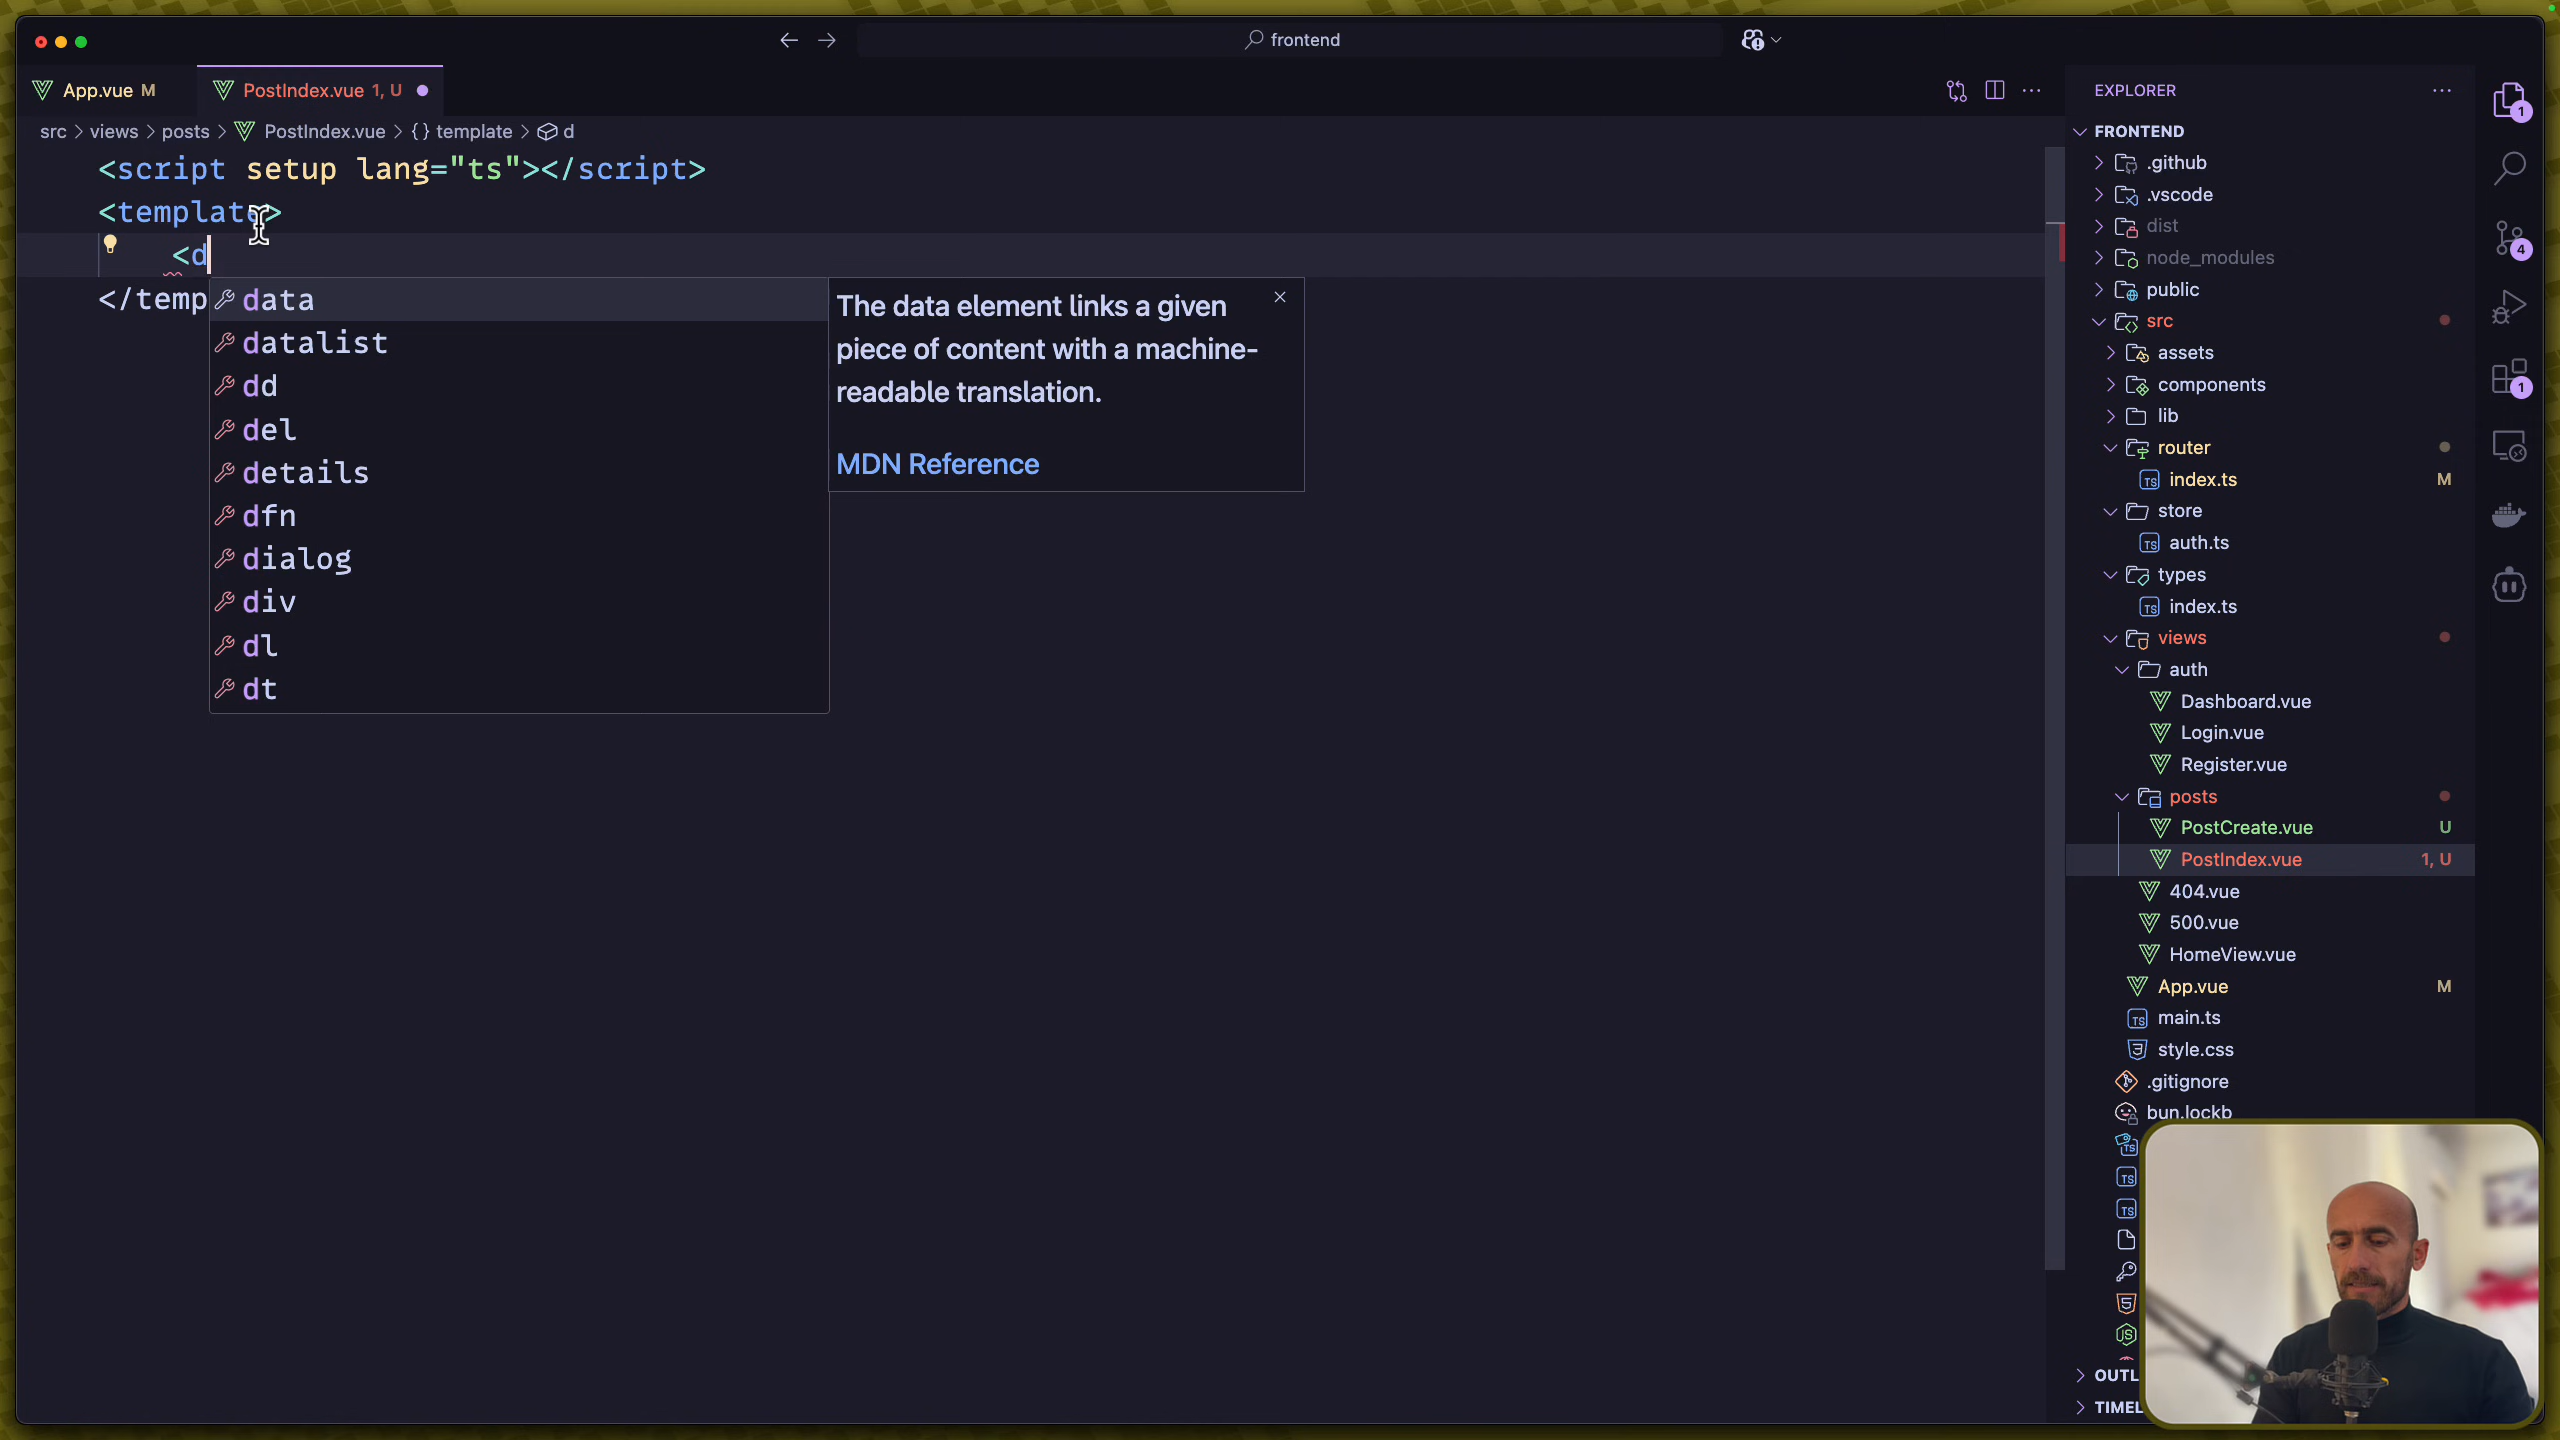 frontend
App.vue M
PostIndex.vue 1, U
src > views > posts > PostIndex.vue > {} template > d
<script setup lang="ts"></script>
<template>
<d
</temp
data
datalist
dd
del
details
dfn
dialog
div
dl
dt
The data element links a given
piece of content with a machine-
readable translation.
MDN Reference
EXPLORER
FRONTEND
.github
.vscode
dist
node_modules
public
src
assets
components
lib
router
index.ts M
store
auth.ts
types
index.ts
views
auth
Dashboard.vue
Login.vue
Register.vue
posts
PostCreate.vue U
PostIndex.vue 1, U
404.vue
500.vue
HomeView.vue
App.vue M
main.ts
style.css
.gitignore
bun.lockb
OUTL
TIMEL
1
4
1